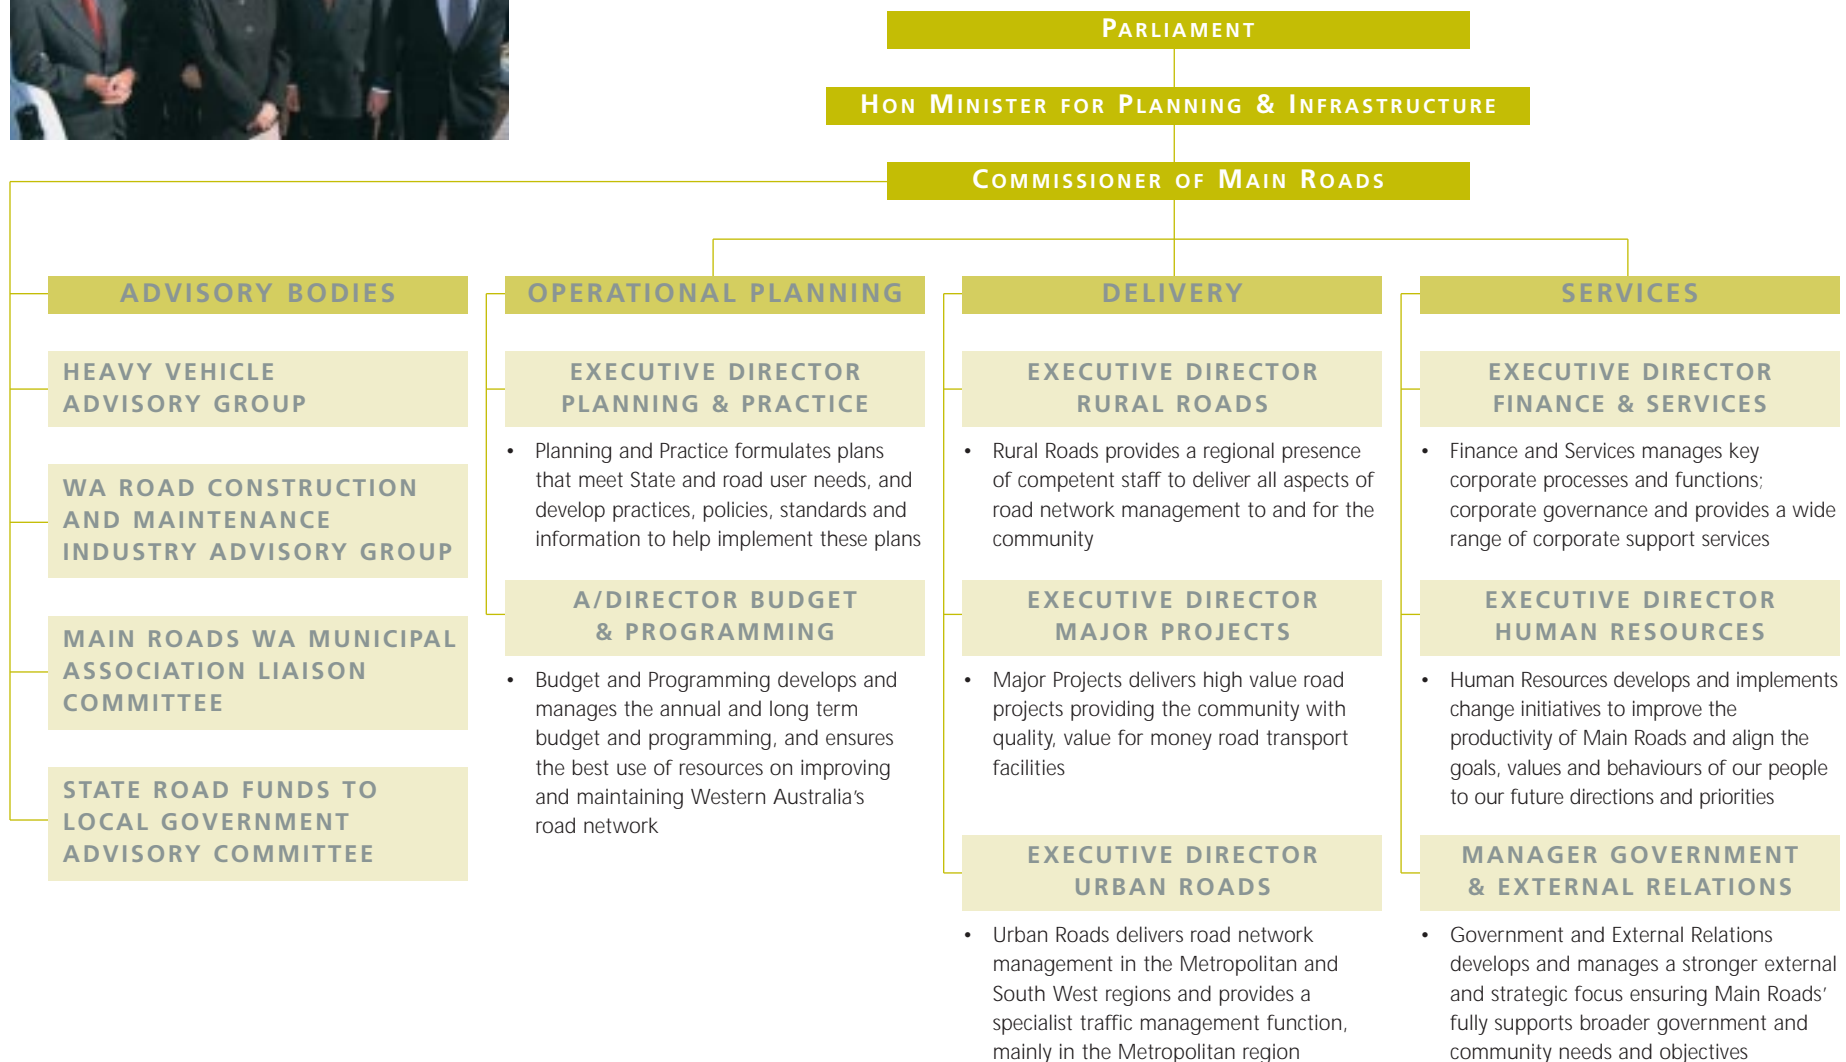 PARLIAMENT
HON MINISTER FOR PLANNING & INFRASTRUCTURE
COMMISSIONER OF MAIN ROADS
ADVISORY BODIES
HEAVY VEHICLE
ADVISORY GROUP
WA ROAD CONSTRUCTION
AND MAINTENANCE
INDUSTRY ADVISORY GROUP
MAIN ROADS WA MUNICIPAL
ASSOCIATION LIAISON
COMMITTEE
STATE ROAD FUNDS TO
LOCAL GOVERNMENT
ADVISORY COMMITTEE
OPERATIONAL PLANNING
EXECUTIVE DIRECTOR
PLANNING & PRACTICE
• Planning and Practice formulates plans
that meet State and road user needs, and
develop practices, policies, standards and
information to help implement these plans
A/DIRECTOR BUDGET
& PROGRAMMING
• Budget and Programming develops and
manages the annual and long term
budget and programming, and ensures
the best use of resources on improving
and maintaining Western Australia's
road network
DELIVERY
EXECUTIVE DIRECTOR
RURAL ROADS
• Rural Roads provides a regional presence
of competent staff to deliver all aspects of
road network management to and for the
community
EXECUTIVE DIRECTOR
MAJOR PROJECTS
• Major Projects delivers high value road
projects providing the community with
quality, value for money road transport
facilities
EXECUTIVE DIRECTOR
URBAN ROADS
• Urban Roads delivers road network
management in the Metropolitan and
South West regions and provides a
specialist traffic management function,
mainly in the Metropolitan region
SERVICES
EXECUTIVE DIRECTOR
FINANCE & SERVICES
• Finance and Services manages key
corporate processes and functions;
corporate governance and provides a wide
range of corporate support services
EXECUTIVE DIRECTOR
HUMAN RESOURCES
• Human Resources develops and implements
change initiatives to improve the
productivity of Main Roads and align the
goals, values and behaviours of our people
to our future directions and priorities
MANAGER GOVERNMENT
& EXTERNAL RELATIONS
• Government and External Relations
develops and manages a stronger external
and strategic focus ensuring Main Roads'
fully supports broader government and
community needs and objectives